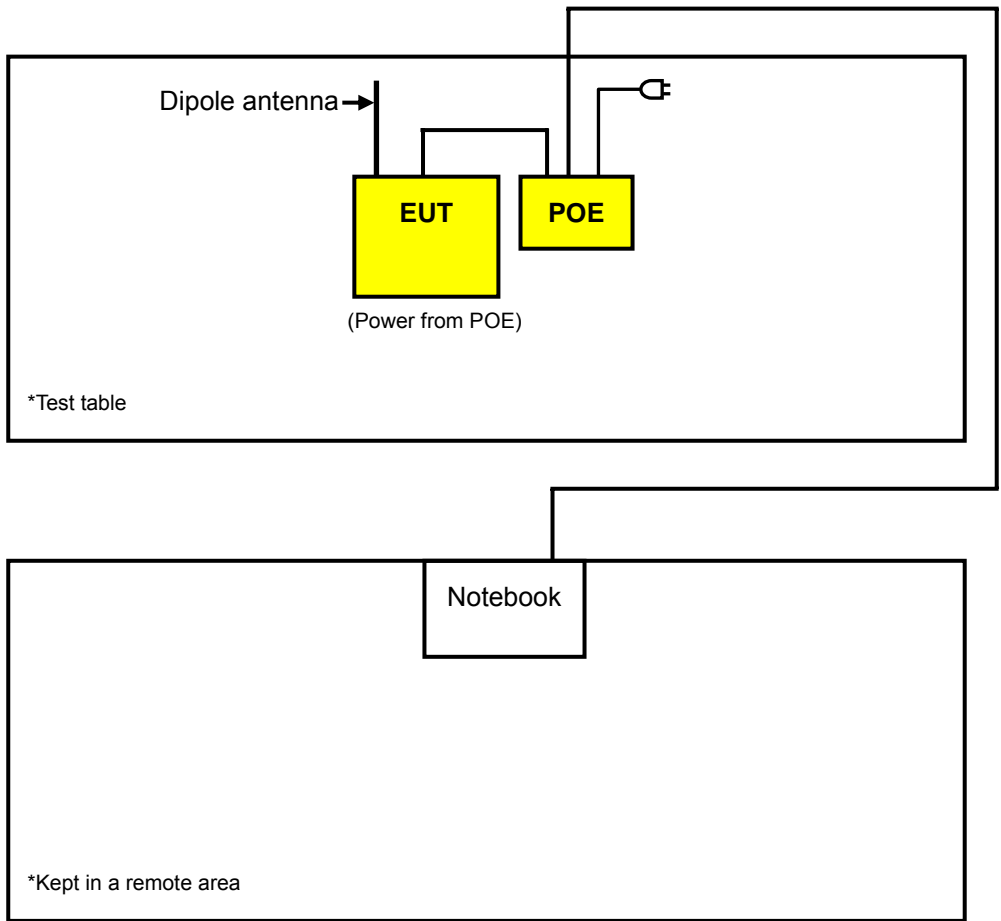 Dipole antenna
EUT
POE
(Power from POE)
*Test table
Notebook
*Kept in a remote area